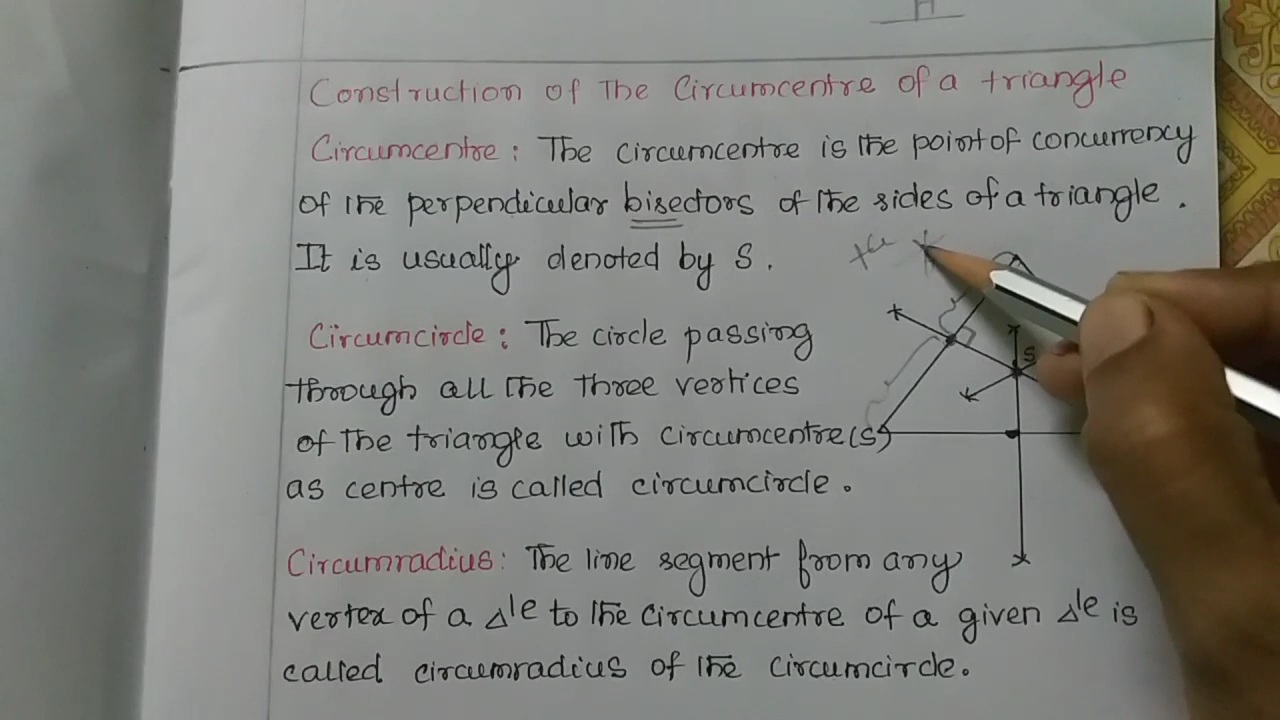 H
Construction of The Circumcentre of a triangle
Circumcentre: The circumcentre is the point of concurrency
of the perpendicular bisectors of the sides of a triangle.
It is usually denoted by S.
S
Circumcircle: The circle passing
through all the three vertices
of the triangle with circumcentre(S)
as centre is called circumcircle.
Circumradius: The line segment from any
vertex of a Δ'le to the circumcentre of a given Δ'le is
called circumradius of the circumcircle.